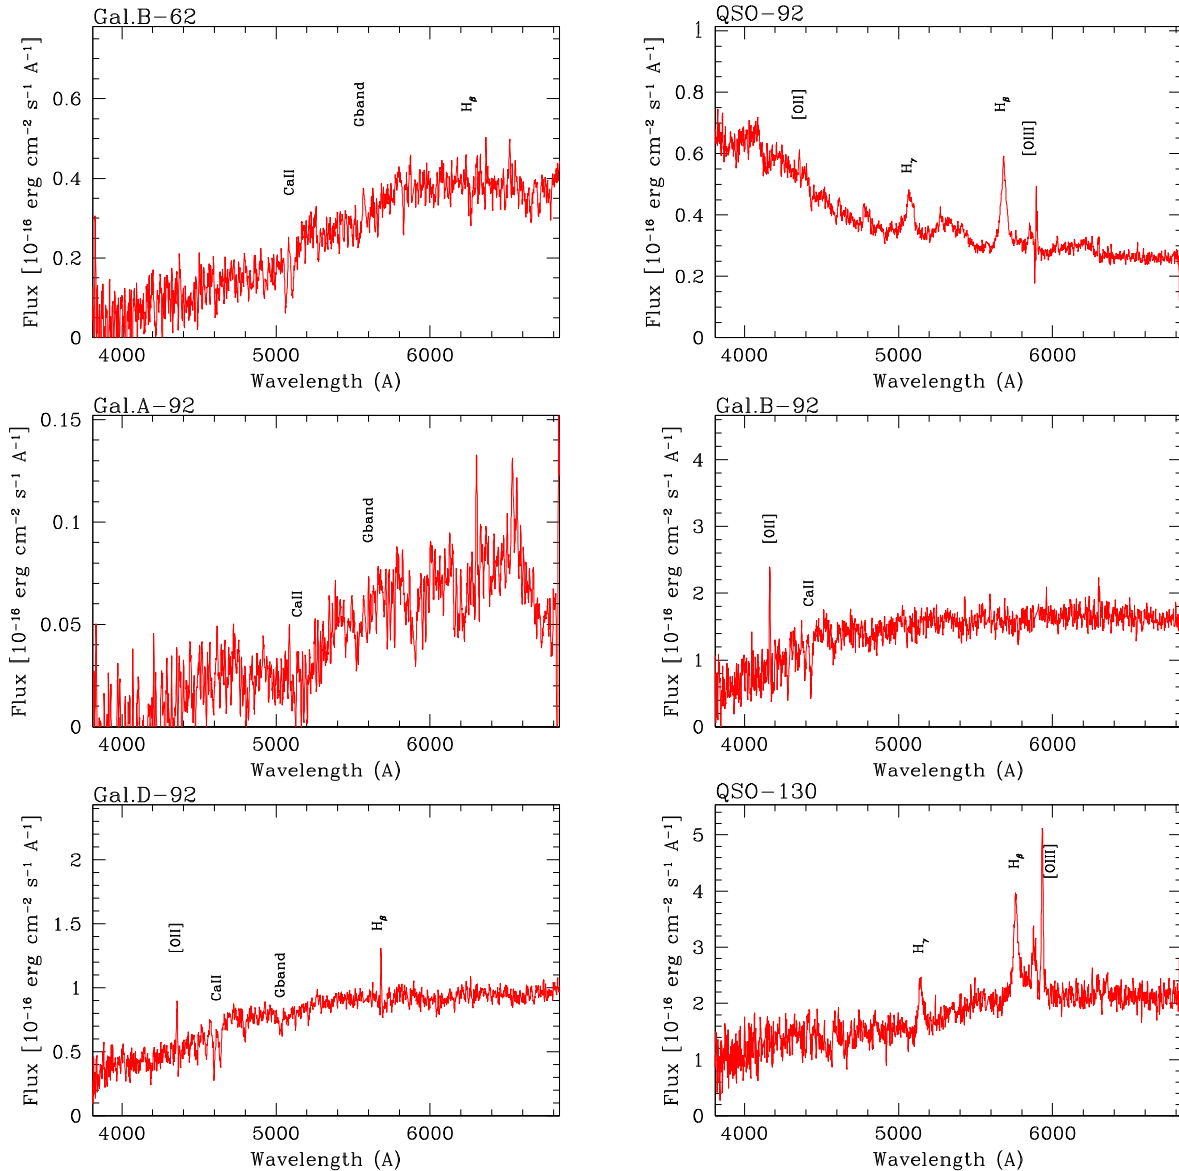 Gal.B−62
Flux [10⁻¹⁶ erg cm⁻² s⁻¹ A⁻¹]
0.6
0.4
0.2
0
CaII
Gband
Hᵦ
4000 5000 6000
Wavelength (A)
QSO−92
Flux [10⁻¹⁶ erg cm⁻² s⁻¹ A⁻¹]
1
0.8
0.6
0.4
0.2
0
[OII]
Hᵧ
Hᵦ
[OIII]
4000 5000 6000
Wavelength (A)
Gal.A−92
Flux [10⁻¹⁶ erg cm⁻² s⁻¹ A⁻¹]
0.15
0.1
0.05
0
CaII
Gband
4000 5000 6000
Wavelength (A)
Gal.B−92
Flux [10⁻¹⁶ erg cm⁻² s⁻¹ A⁻¹]
4
3
2
1
0
[OII]
CaII
4000 5000 6000
Wavelength (A)
Gal.D−92
Flux [10⁻¹⁶ erg cm⁻² s⁻¹ A⁻¹]
2
1.5
1
0.5
0
[OII]
CaII
Gband
Hᵦ
4000 5000 6000
Wavelength (A)
QSO−130
Flux [10⁻¹⁶ erg cm⁻² s⁻¹ A⁻¹]
5
4
3
2
1
0
Hᵧ
Hᵦ
[OIII]
4000 5000 6000
Wavelength (A)